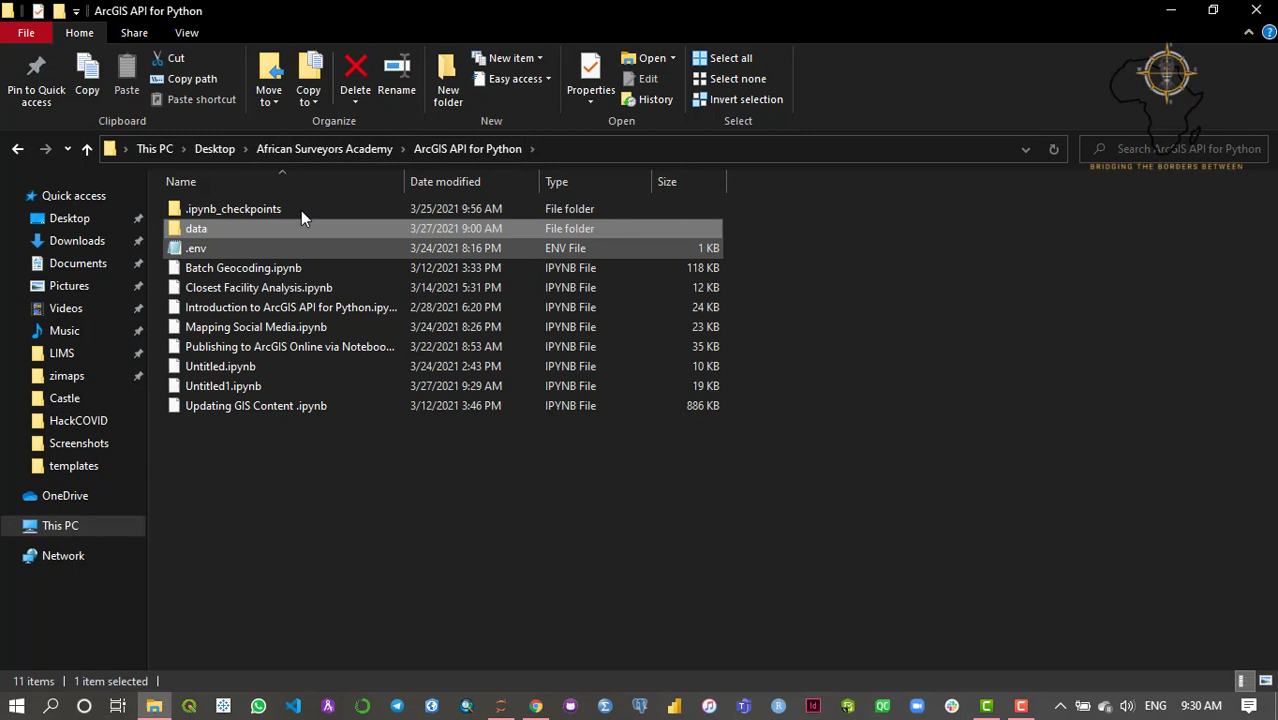 ArcGIS API for Python
File Home Share View
Pin to Quick access
Copy
Paste
Cut
Copy path
Paste shortcut
Clipboard
Move to
Copy to
Delete
Rename
Organize
New folder
New item
Easy access
New
Properties
Open
Edit
History
Open
Select all
Select none
Invert selection
Select
BRIDGING THE BORDERS BETWEEN
This PC Desktop African Surveyors Academy ArcGIS API for Python
Search ArcGIS API for Python
Name Date modified Type Size
.ipynb_checkpoints 3/25/2021 9:56 AM File folder
data 3/27/2021 9:00 AM File folder
.env 3/24/2021 8:16 PM ENV File 1 KB
Batch Geocoding.ipynb 3/12/2021 3:33 PM IPYNB File 118 KB
Closest Facility Analysis.ipynb 3/14/2021 5:31 PM IPYNB File 12 KB
Introduction to ArcGIS API for Python.ipy... 2/28/2021 6:20 PM IPYNB File 24 KB
Mapping Social Media.ipynb 3/24/2021 8:26 PM IPYNB File 23 KB
Publishing to ArcGIS Online via Noteboo... 3/22/2021 8:53 AM IPYNB File 35 KB
Untitled.ipynb 3/24/2021 2:43 PM IPYNB File 10 KB
Untitled1.ipynb 3/27/2021 9:29 AM IPYNB File 19 KB
Updating GIS Content .ipynb 3/12/2021 3:46 PM IPYNB File 886 KB
Quick access
Desktop
Downloads
Documents
Pictures
Videos
Music
LIMS
zimaps
Castle
HackCOVID
Screenshots
templates
OneDrive
This PC
Network
11 items 1 item selected
ENG 9:30 AM